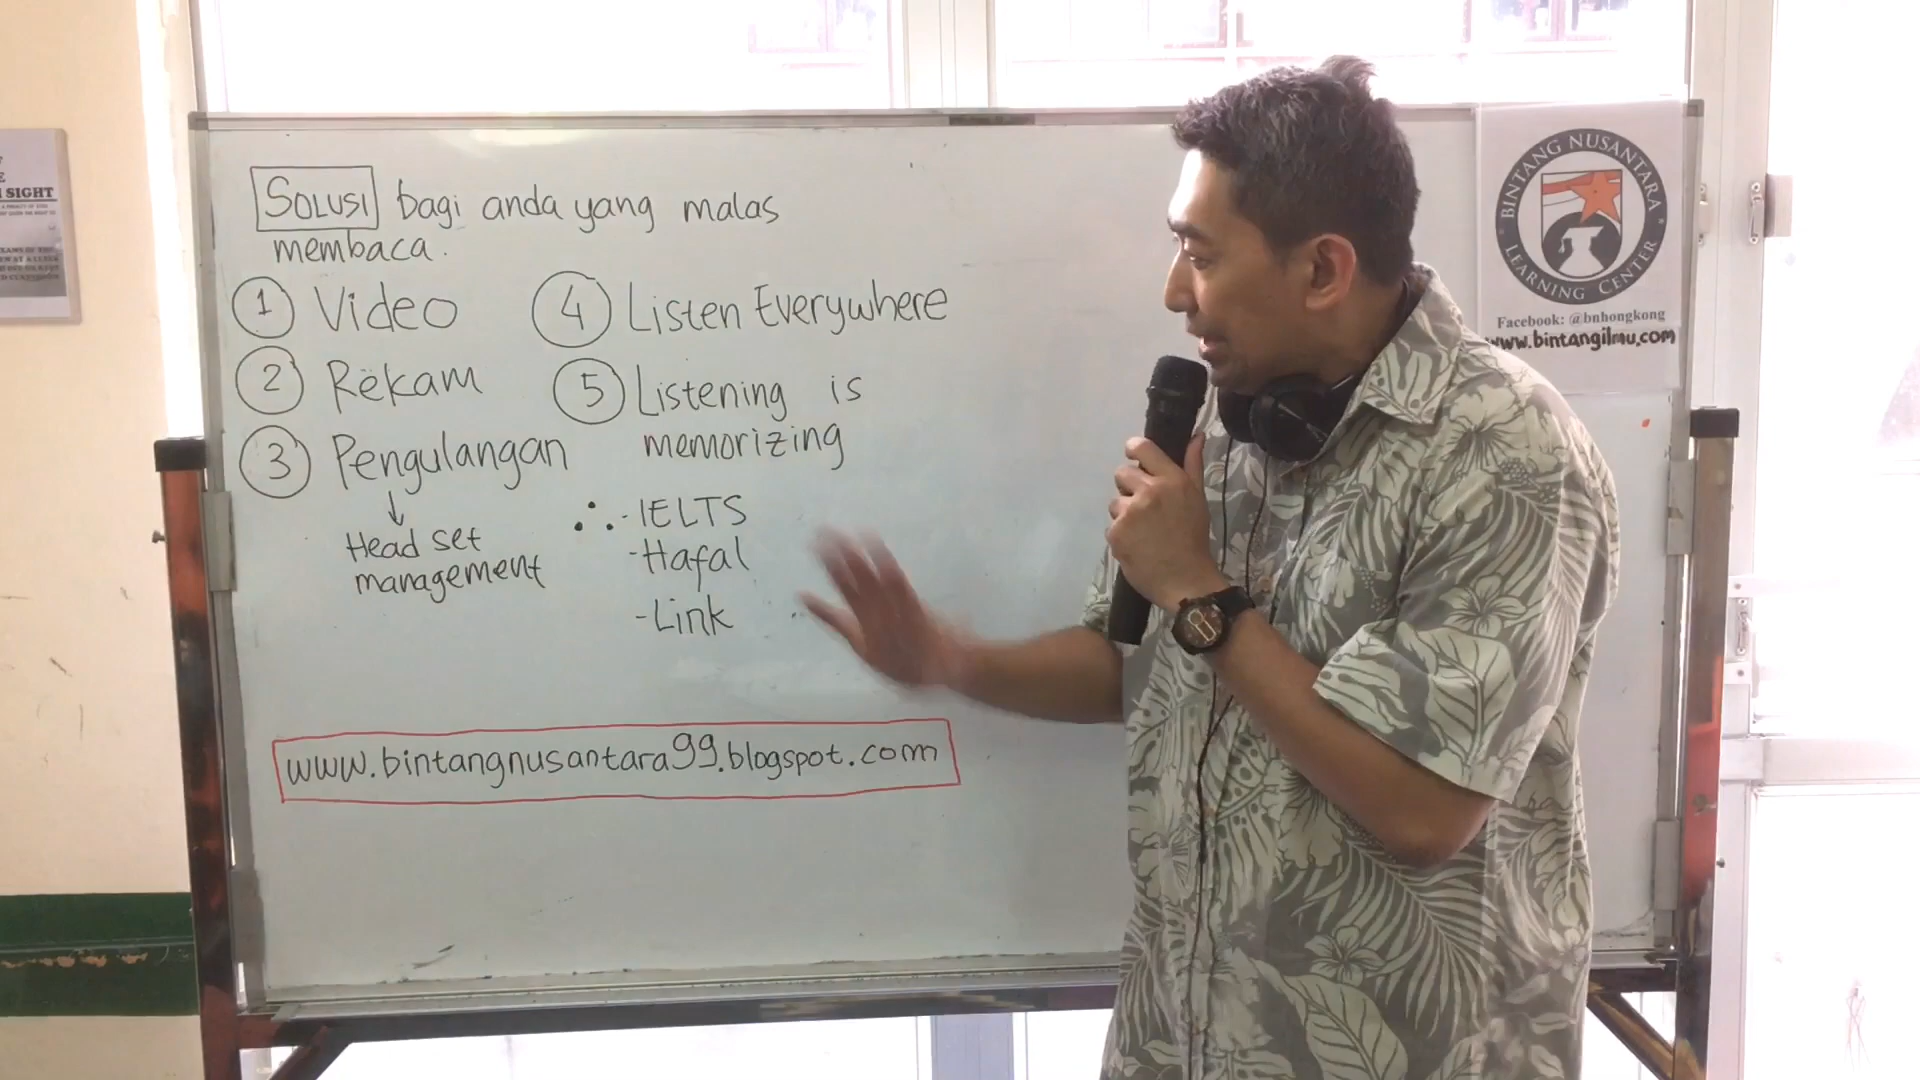 SOLUSI bagi anda yang malas
membaca.
1 Video
2 Rekam
3 Pengulangan
↓
Head set
management
4 Listen Everywhere
5 Listening is
memorizing
∴ - IELTS
- Hafal
- Link
www.bintangnusantara99.blogspot.com
BINTANG NUSANTARA
LEARNING CENTER
Facebook: @bnhongkong
www.bintangilmu.com
SIGHT